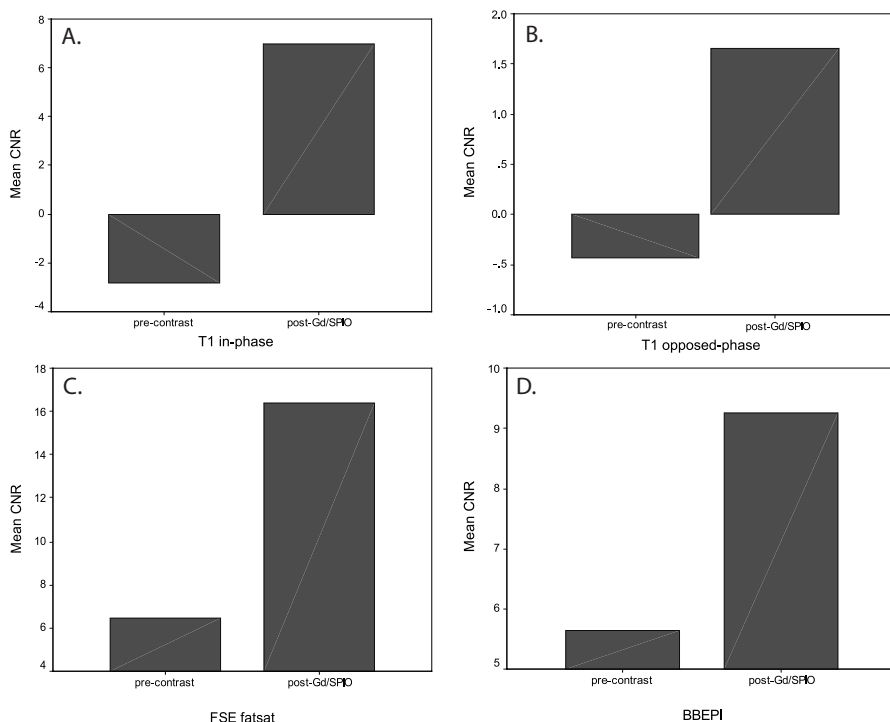 A.
Mean CNR
8
6
4
2
0
-2
-4
pre-contrast post-Gd/SPIO
T1 in-phase
B.
Mean CNR
2.0
1.5
1.0
.5
0.0
-.5
-1.0
pre-contrast post-Gd/SPIO
T1 opposed-phase
C.
Mean CNR
18
16
14
12
10
8
6
4
pre-contrast post-Gd/SPIO
FSE fatsat
D.
Mean CNR
10
9
8
7
6
5
pre-contrast post-Gd/SPIO
BBEPI